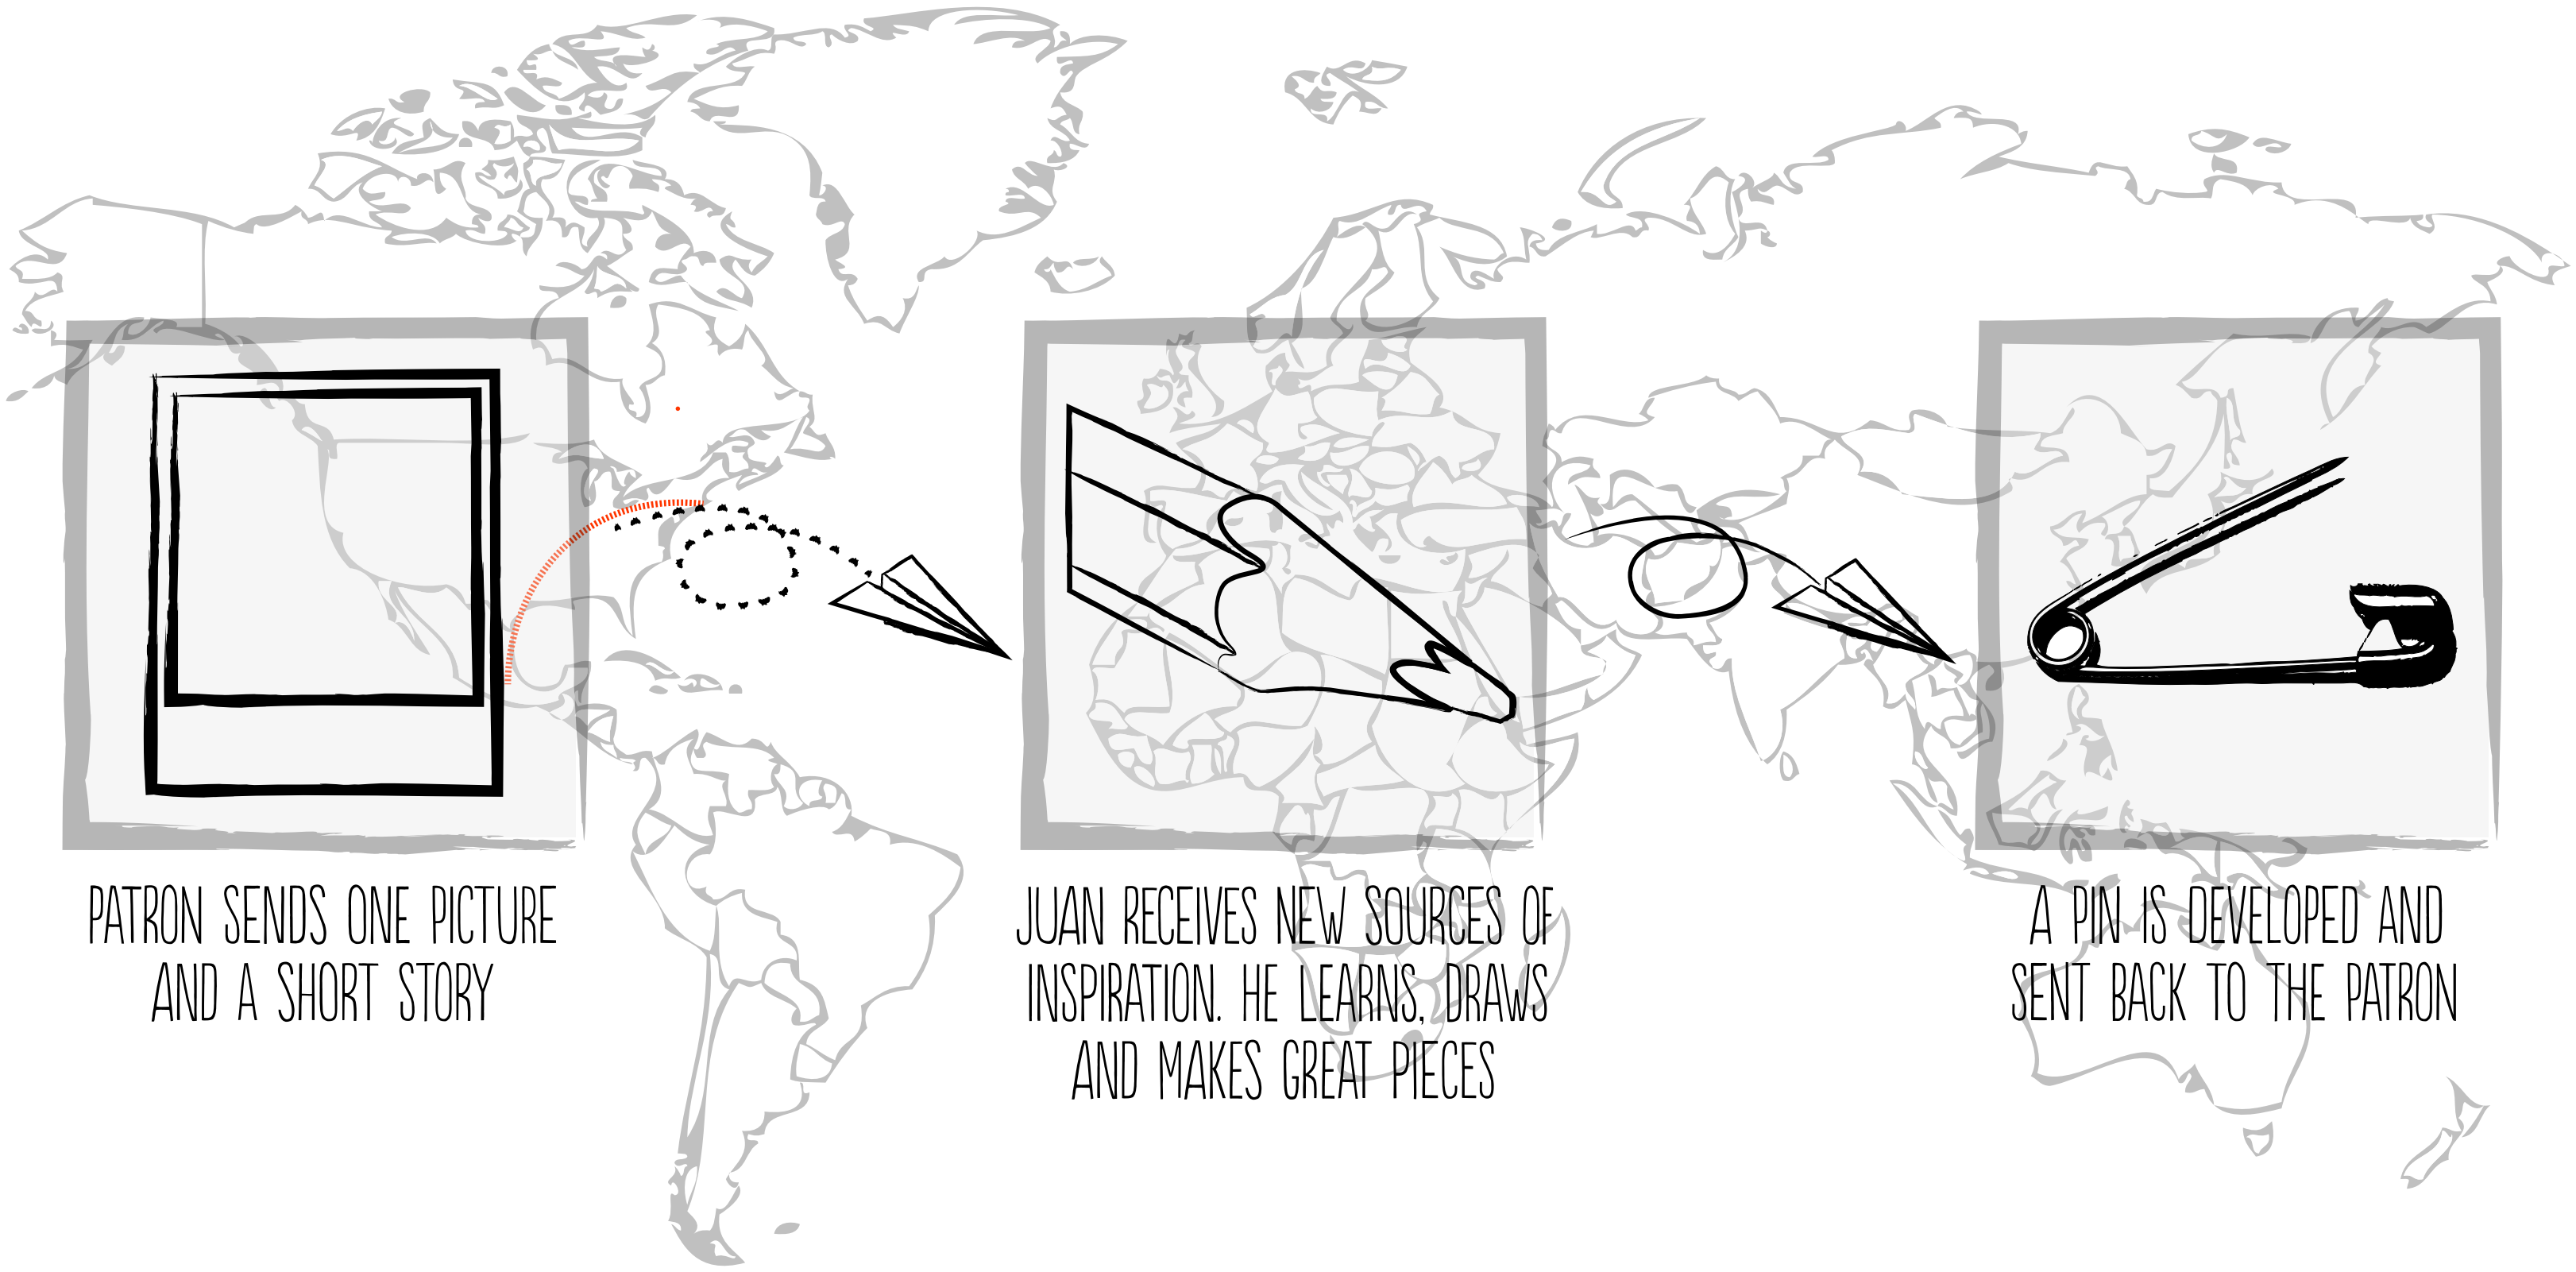 PATRON SENDS ONE PICTURE
AND A SHORT STORY
JUAN RECEIVES NEW SOURCES OF
INSPIRATION. HE LEARNS, DRAWS
AND MAKES GREAT PIECES
A PIN IS DEVELOPED AND
SENT BACK TO THE PATRON